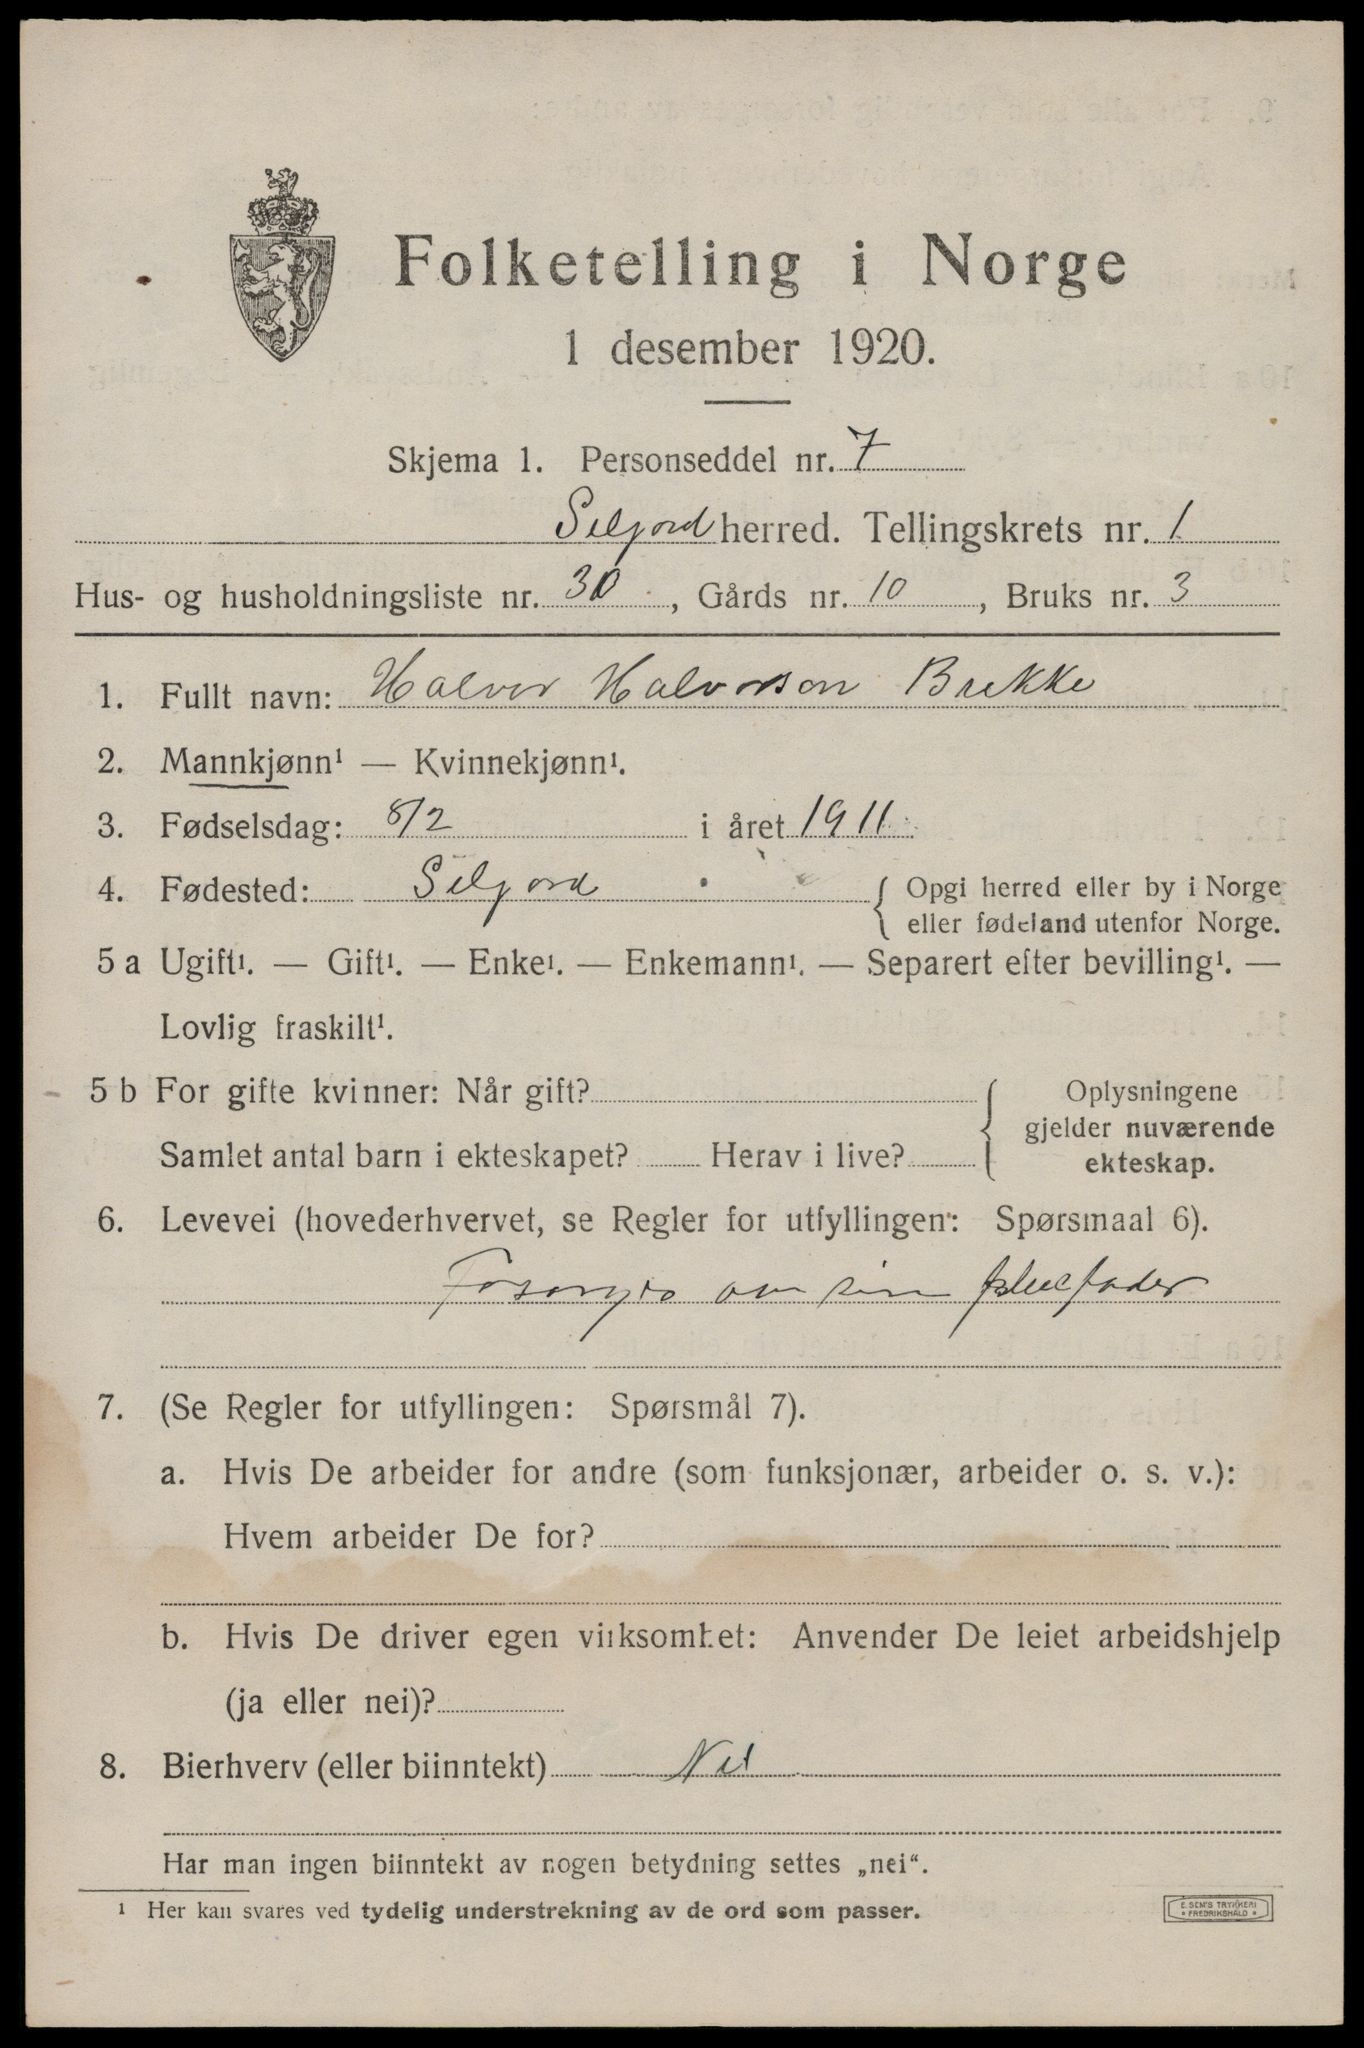 Folketelling i Norge
1 desember 1920.
Skjema 1. Personseddel nr. 7
Seljord herred. Tellingskrets nr. 1
Hus- og husholdningsliste nr. 30, Gårds nr. 10, Bruks nr. 3
1. Fullt navn: Halvor Halvorson Brekke
2. Mannkjønn¹ — Kvinnekjønn¹.
3. Fødselsdag: 8/2 i året 1911.
4. Fødested: Seljord { Opgi herred eller by i Norge
eller fødeland utenfor Norge.
5 a Ugift¹. — Gift¹. — Enke¹. — Enkemann¹. — Separert efter bevilling¹. —
Lovlig fraskilt¹.
5 b For gifte kvinner: Når gift? { Oplysningene
gjelder nuværende
Samlet antal barn i ekteskapet? Herav i live? ekteskap.
6. Levevei (hovederhvervet, se Regler for utfyllingen: Spørsmaal 6).
Forsørges av sin
7. (Se Regler for utfyllingen: Spørsmål 7).
a. Hvis De arbeider for andre (som funksjonær, arbeider o. s. v.):
Hvem arbeider De for?
b. Hvis De driver egen virksomhet: Anvender De leiet arbeidshjelp
(ja eller nei)?
8. Bierhverv (eller biinntekt) Nei
Har man ingen biinntekt av nogen betydning settes „nei“.
¹ Her kan svares ved tydelig understrekning av de ord som passer.
E. SEM'S TRYKKERI
* FREDRIKSHALD *